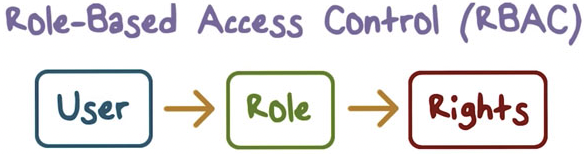 Role-Based Access Control (RBAC)
User → Role → Rights